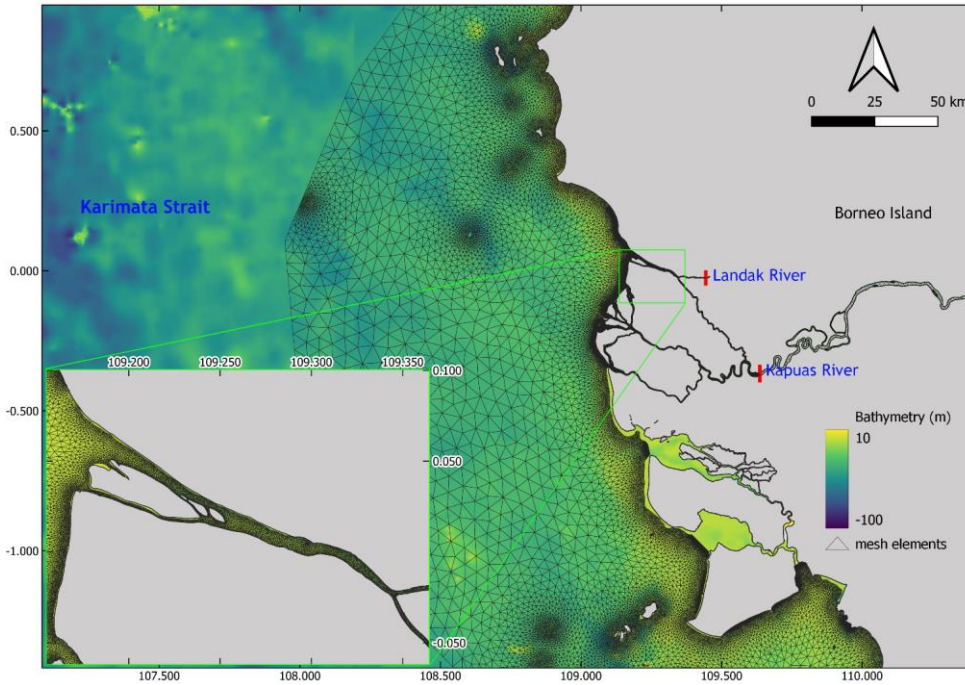 0.500
0.000
-0.500
-1.000
107.500
108.000
108.500
109.000
109.500
110.000
Karimata Strait
0 25 50 km
Borneo Island
Landak River
Kapuas River
Bathymetry (m)
10
-100
mesh elements
109.200
109.250
109.300
109.350
0.100
0.050
-0.050